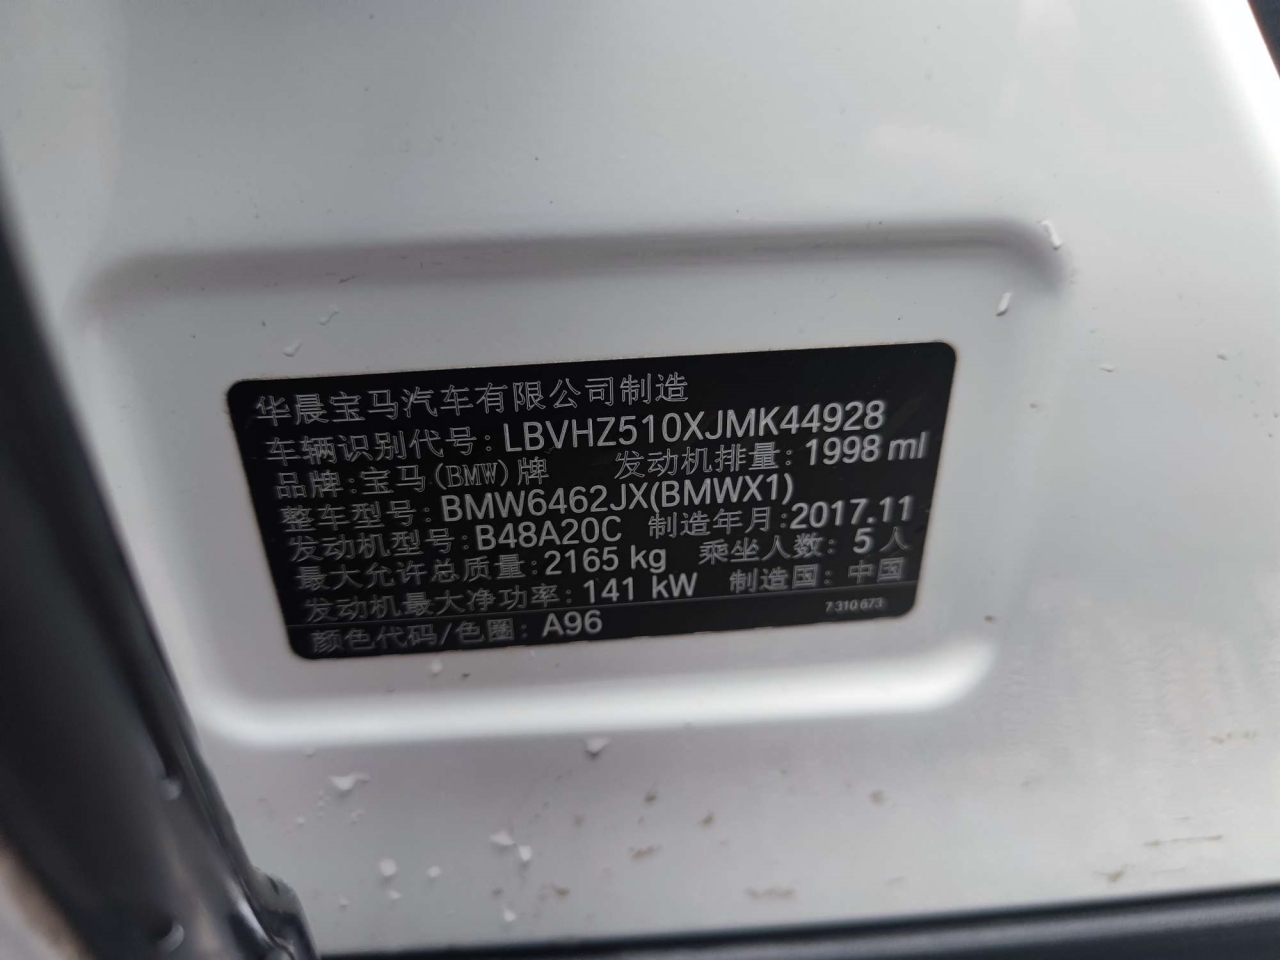 华晨宝马汽车有限公司制造
车辆识别代号: LBVHZ510XJMK44928
品牌:宝马(BMW)牌 发动机排量: 1998 ml
整车型号: BMW6462JX(BMWX1)
发动机型号: B48A20C 制造年月:2017.11
最大允许总质量: 2165 kg 乘坐人数: 5 人
发动机最大净功率: 141 kW 制造国: 中国
颜色代码/色圈: A96 7 310 673